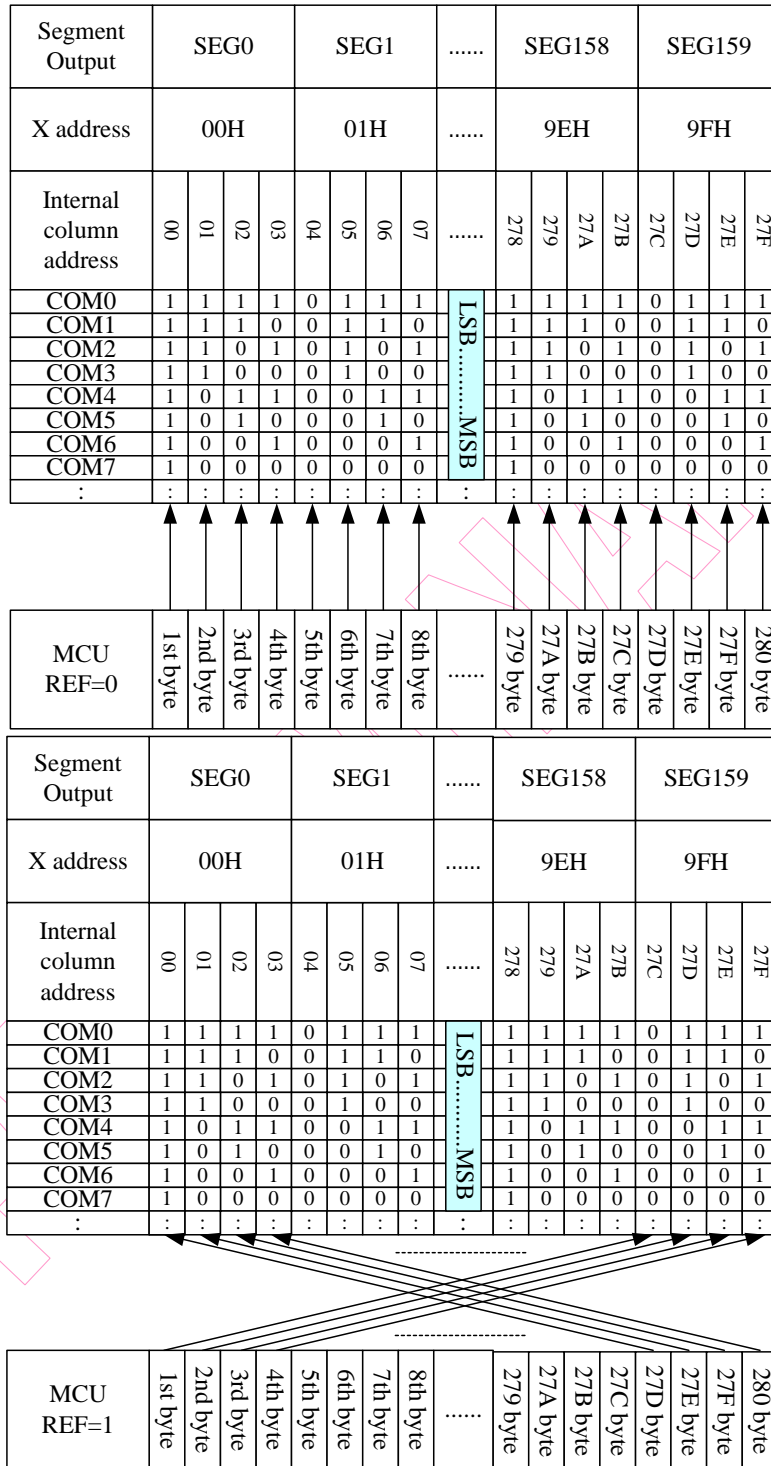 Segment Output SEG0 SEG1 ...... SEG158 SEG159
X address 00H 01H ...... 9EH 9FH
Internal column address 00 01 02 03 04 05 06 07 ...... 278 279 27A 27B 27C 27D 27E 27F
COM0 1 1 1 1 0 1 1 1 1 1 1 1 0 1 1 1
COM1 1 1 1 0 0 1 1 0 1 1 1 0 0 1 1 0
COM2 1 1 0 1 0 1 0 1 1 1 0 1 0 1 0 1
COM3 1 1 0 0 0 1 0 0 1 1 0 0 0 1 0 0
COM4 1 0 1 1 0 0 1 1 1 0 1 1 0 0 1 1
COM5 1 0 1 0 0 0 1 0 1 0 1 0 0 0 1 0
COM6 1 0 0 1 0 0 0 1 1 0 0 1 0 0 0 1
COM7 1 0 0 0 0 0 0 0 1 0 0 0 0 0 0 0
LSB............MSB
: : : : : : : : : : : : : : : : : :
MCU REF=0 1st byte 2nd byte 3rd byte 4th byte 5th byte 6th byte 7th byte 8th byte ...... 279 byte 27A byte 27B byte 27C byte 27D byte 27E byte 27F byte 280 byte
Segment Output SEG0 SEG1 ...... SEG158 SEG159
X address 00H 01H ...... 9EH 9FH
Internal column address 00 01 02 03 04 05 06 07 ...... 278 279 27A 27B 27C 27D 27E 27F
COM0 1 1 1 1 0 1 1 1 1 1 1 1 0 1 1 1
COM1 1 1 1 0 0 1 1 0 1 1 1 0 0 1 1 0
COM2 1 1 0 1 0 1 0 1 1 1 0 1 0 1 0 1
COM3 1 1 0 0 0 1 0 0 1 1 0 0 0 1 0 0
COM4 1 0 1 1 0 0 1 1 1 0 1 1 0 0 1 1
COM5 1 0 1 0 0 0 1 0 1 0 1 0 0 0 1 0
COM6 1 0 0 1 0 0 0 1 1 0 0 1 0 0 0 1
COM7 1 0 0 0 0 0 0 0 1 0 0 0 0 0 0 0
LSB............MSB
: : : : : : : : : : : : : : : : : :
MCU REF=1 1st byte 2nd byte 3rd byte 4th byte 5th byte 6th byte 7th byte 8th byte ...... 279 byte 27A byte 27B byte 27C byte 27D byte 27E byte 27F byte 280 byte